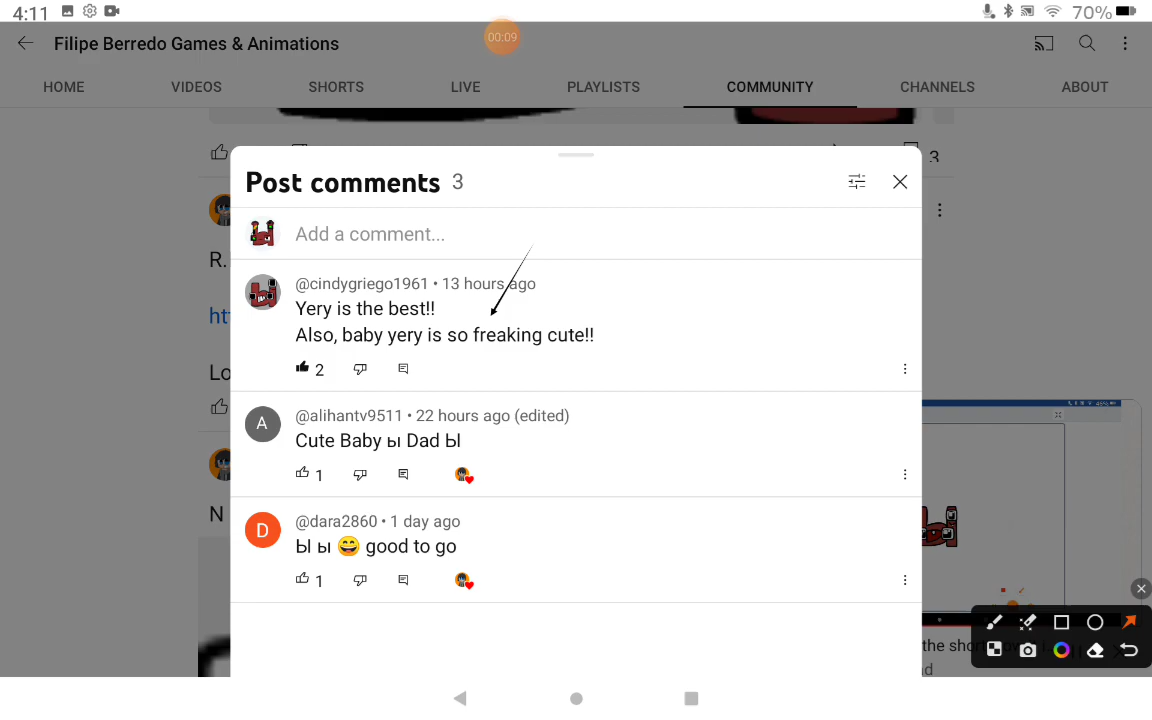 4:11
70%
Filipe Berredo Games & Animations
00:09
HOME VIDEOS SHORTS LIVE PLAYLISTS COMMUNITY CHANNELS ABOUT
3
Post comments 3
Add a comment...
R.
@cindygriego1961 • 13 hours ago
Yery is the best!!
Also, baby yery is so freaking cute!!
Lo
2
@alihantv9511 • 22 hours ago (edited)
A
Cute Baby ы Dad Ы
1
@dara2860 • 1 day ago
D
N
Ы ы 😄 good to go
1
the short